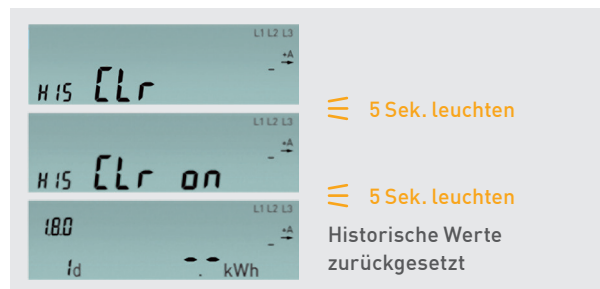 L1 L2 L3
+A
HIS CLr
5 Sek. leuchten
L1 L2 L3
+A
HIS CLr on
5 Sek. leuchten
L1 L2 L3
1.8.0
+A
1d -.- kWh
Historische Werte
zurückgesetzt